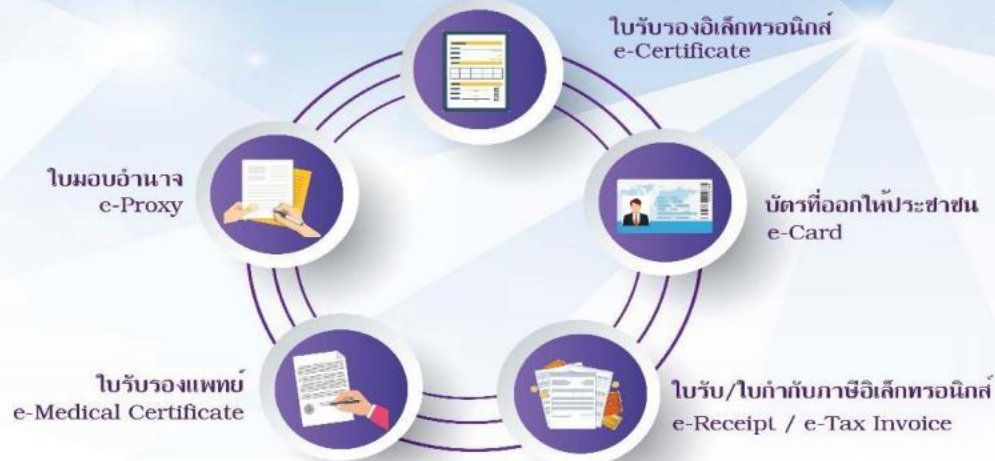 ใบรับรองอิเล็กทรอนิกส์
e-Certificate
ใบมอบอำนาจ
e-Proxy
บัตรที่ออกให้ประชาชน
e-Card
ใบรับรองแพทย์
e-Medical Certificate
ใบรับ/ใบกำกับภาษีอิเล็กทรอนิกส์
e-Receipt / e-Tax Invoice